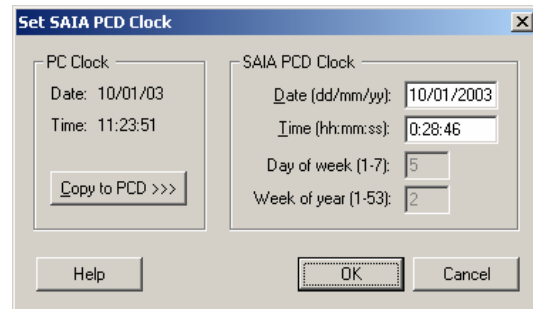 Set SAIA PCD Clock
PC Clock
Date: 10/01/03
Time: 11:23:51
Copy to PCD >>>
SAIA PCD Clock
Date (dd/mm/yy): 10/01/2003
Time (hh:mm:ss): 0:28:46
Day of week (1-7): 5
Week of year (1-53): 2
Help
OK
Cancel